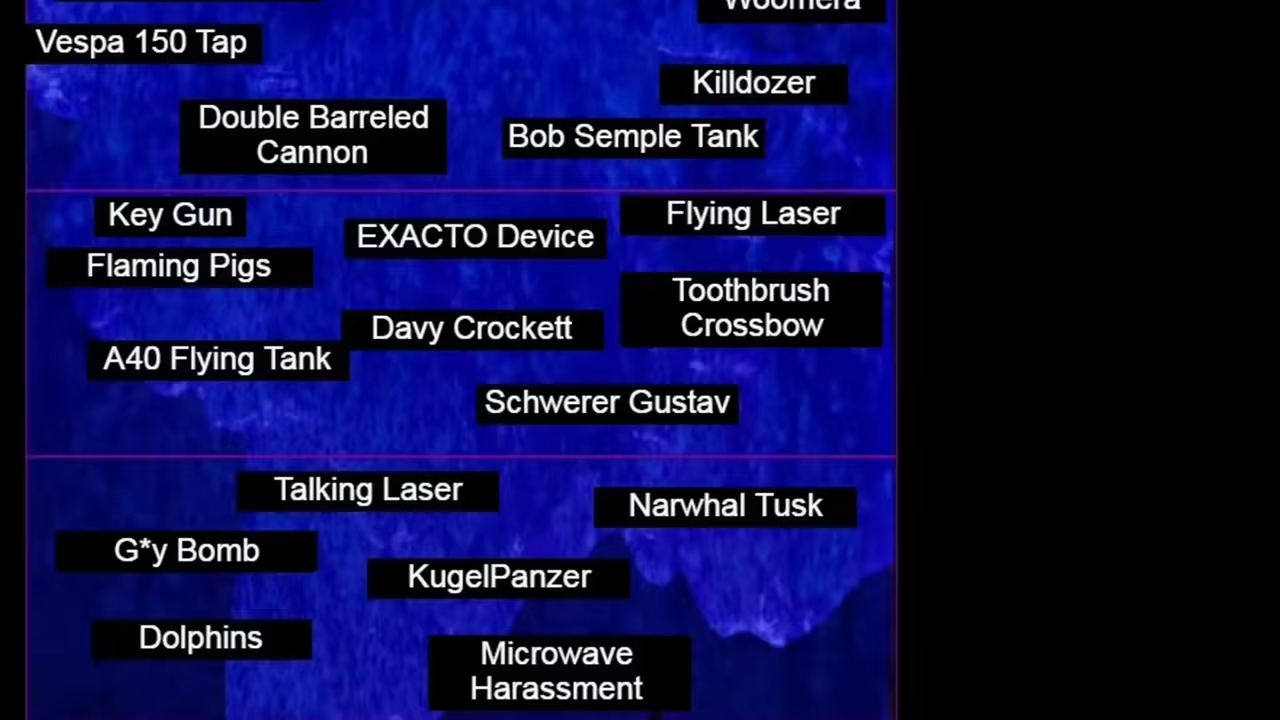 Woomera
Vespa 150 Tap
Killdozer
Double Barreled
Cannon
Bob Semple Tank
Key Gun
Flying Laser
EXACTO Device
Flaming Pigs
Toothbrush
Crossbow
Davy Crockett
A40 Flying Tank
Schwerer Gustav
Talking Laser
Narwhal Tusk
G*y Bomb
KugelPanzer
Dolphins
Microwave
Harassment